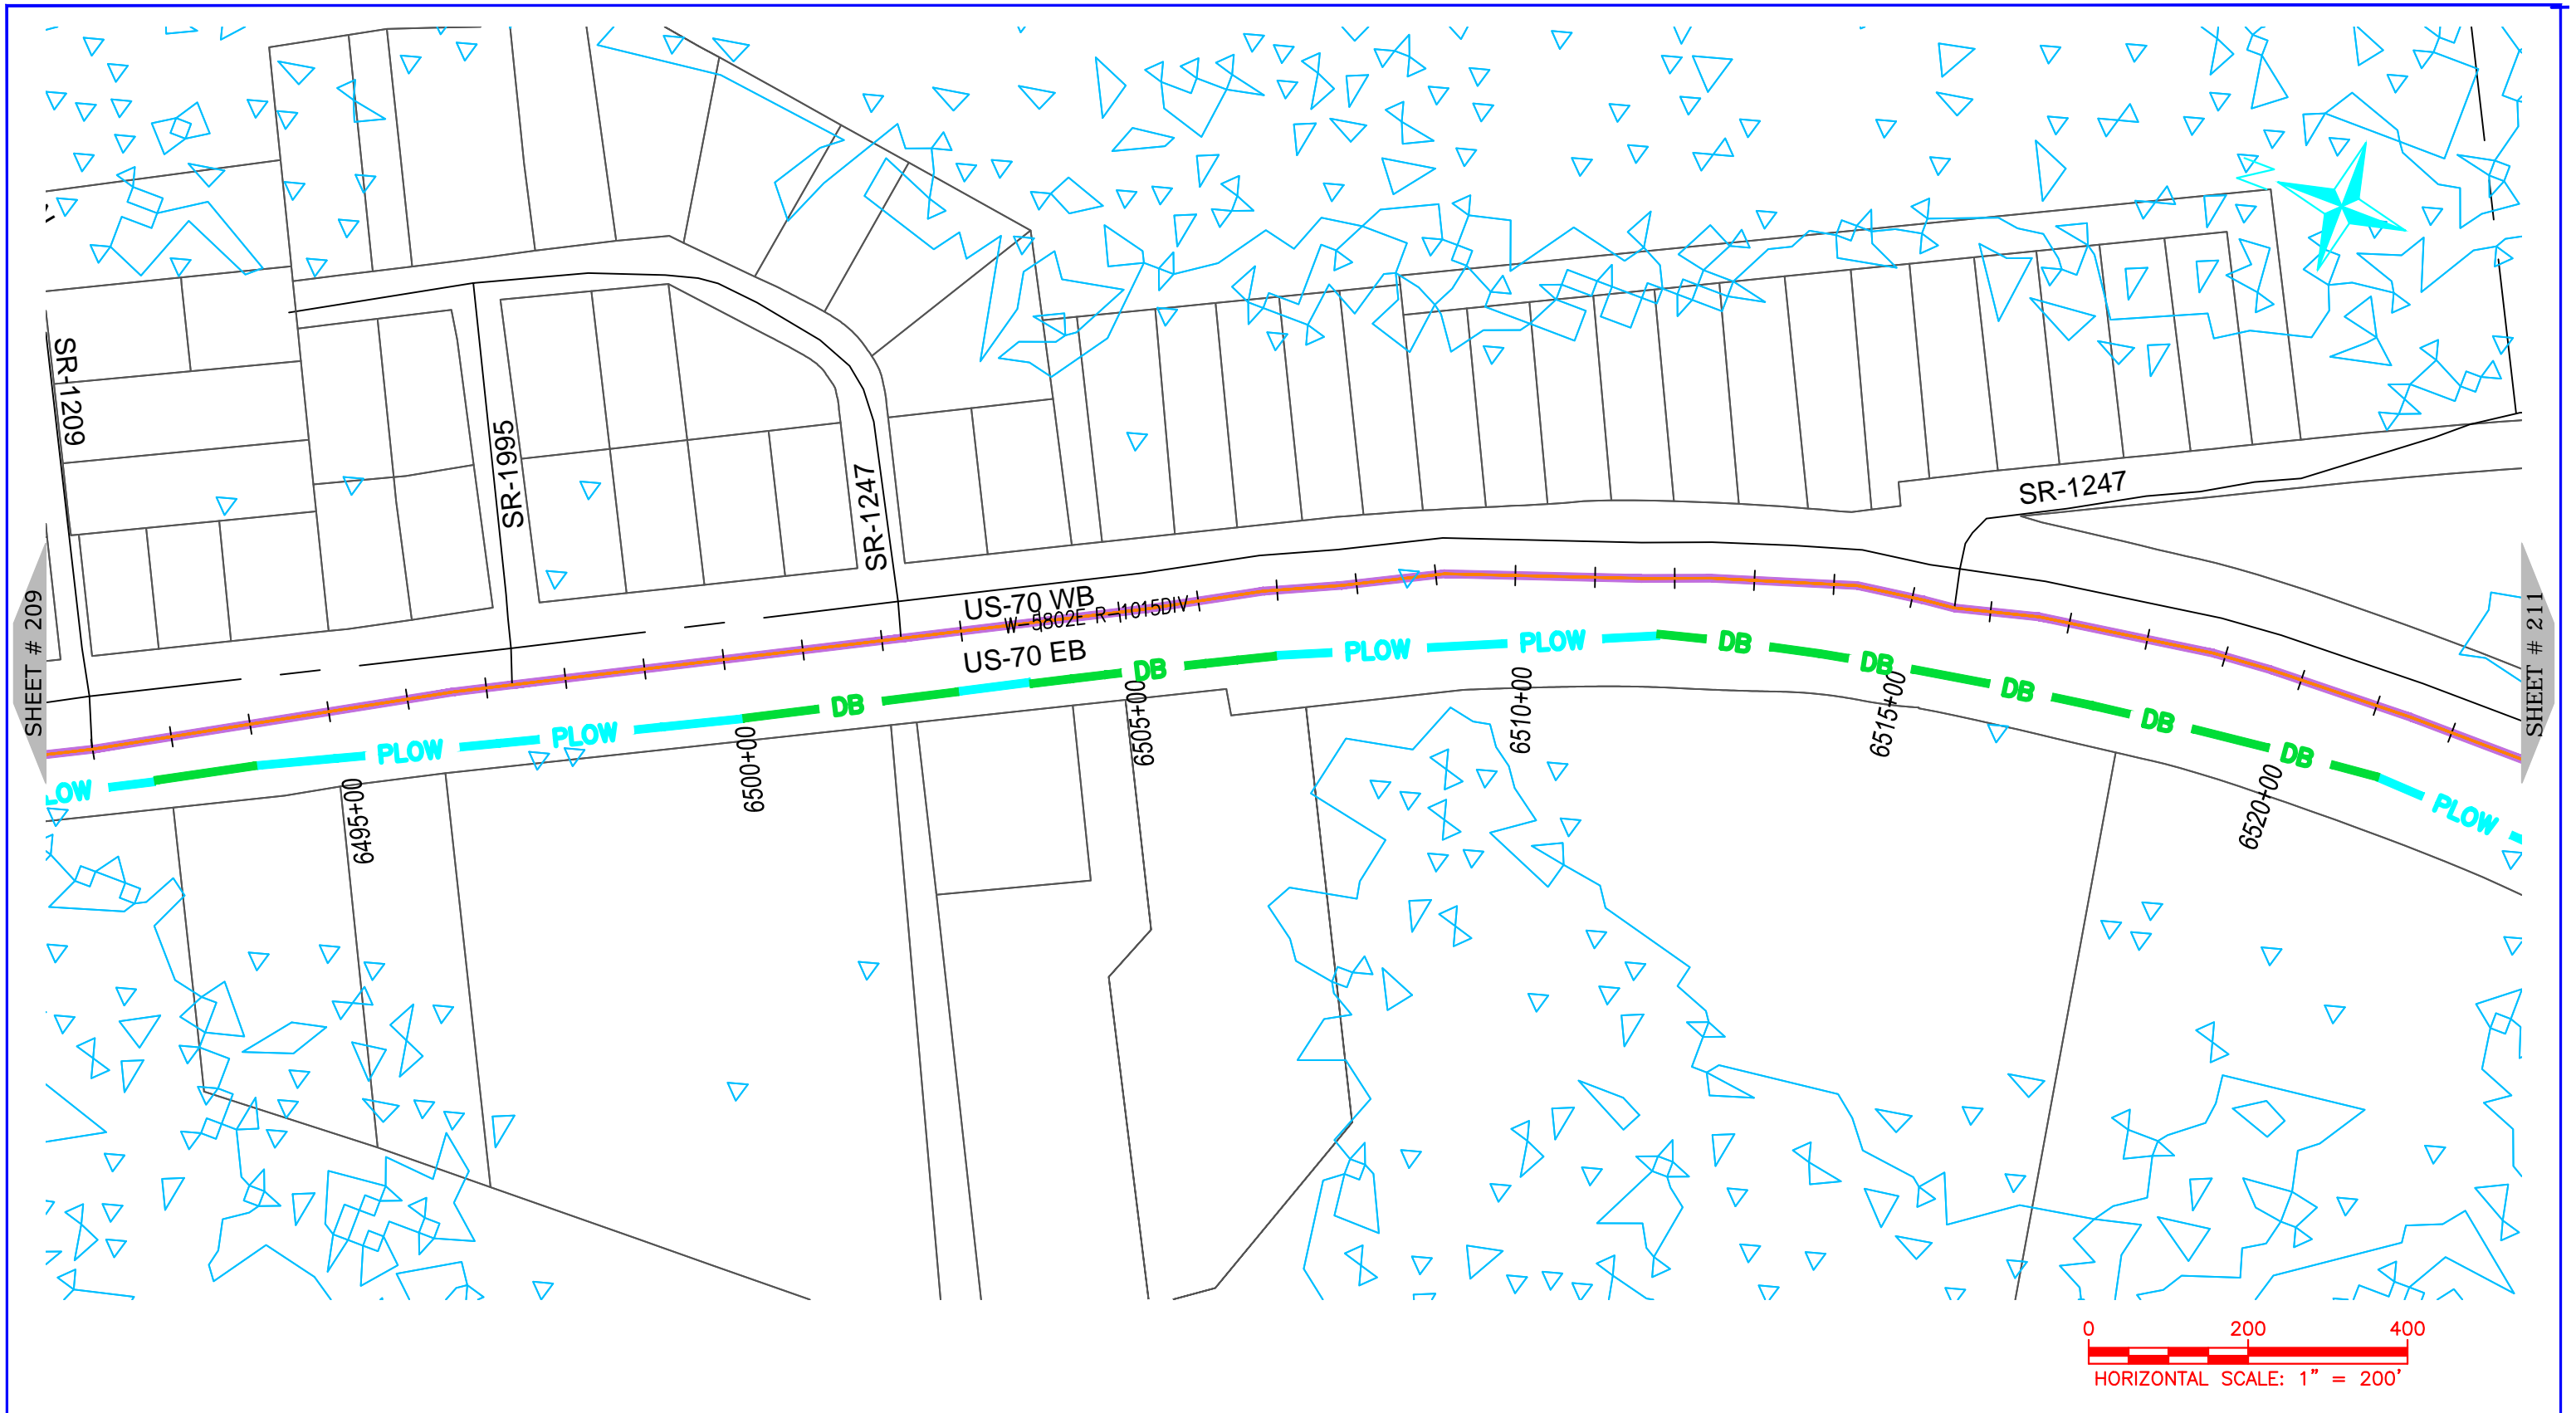 SR-1209
SR-1995
SR-1247
SR-1247
US-70 WB
W-5802E R-1015DIV
US-70 EB
SHEET # 209
SHEET # 211
PLOW PLOW DB DB PLOW PLOW DB DB DB DB DB PLOW
LOW
6495+00
6500+00
6505+00
6510+00
6515+00
6520+00
0 200 400
HORIZONTAL SCALE: 1" = 200'